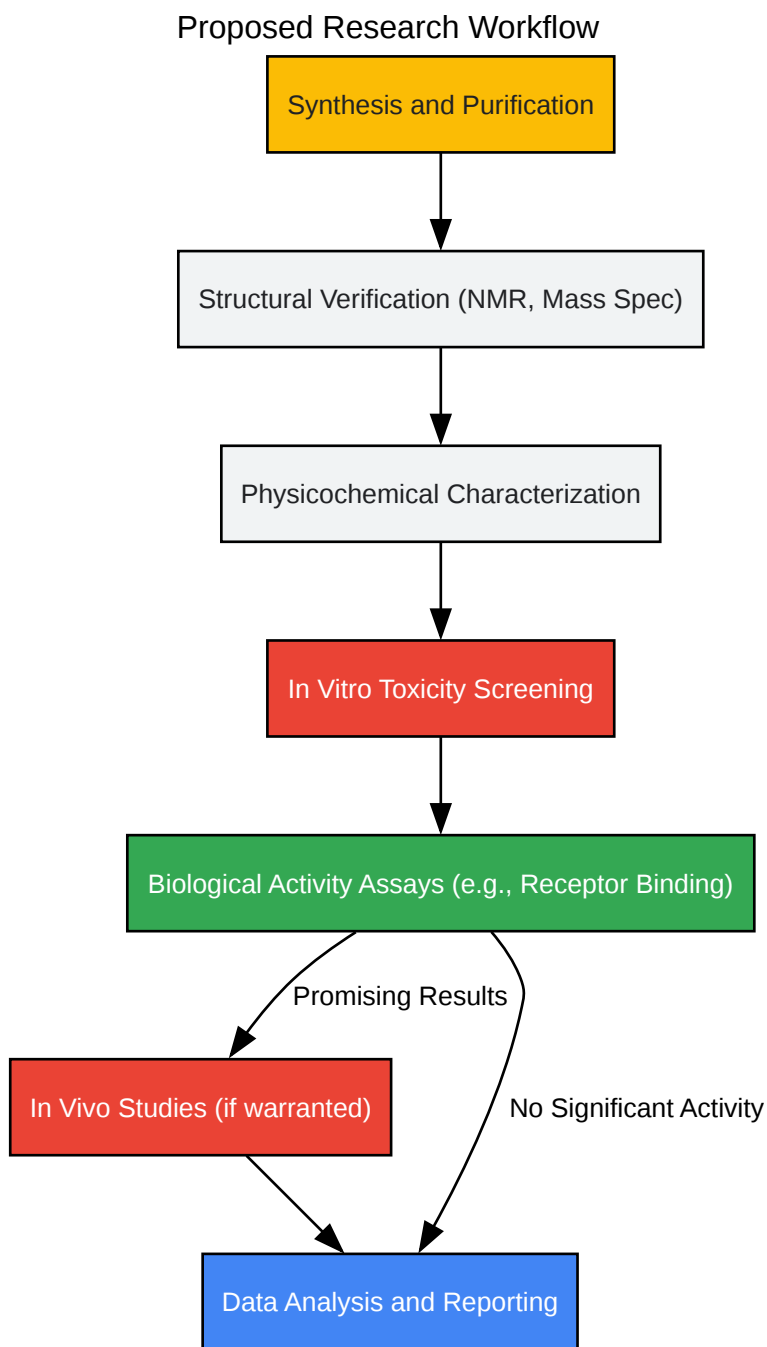 Proposed Research Workflow
Synthesis and Purification
Structural Verification (NMR, Mass Spec)
Physicochemical Characterization
In Vitro Toxicity Screening
Biological Activity Assays (e.g., Receptor Binding)
Promising Results
In Vivo Studies (if warranted)
No Significant Activity
Data Analysis and Reporting